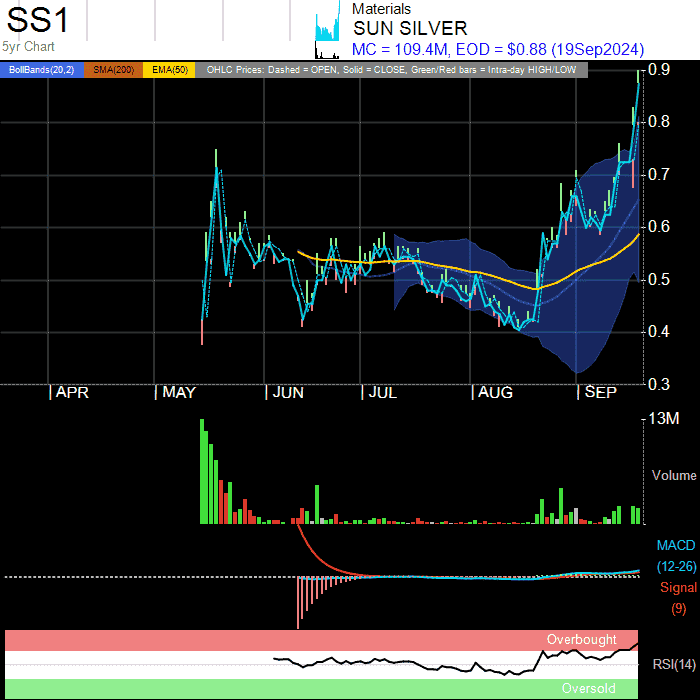 SS1
5yr Chart
Materials
SUN SILVER
MC = 109.4M, EOD = $0.88 (19Sep2024)
BollBands(20,2) SMA(200) EMA(50) OHLC Prices: Dashed = OPEN, Solid = CLOSE, Green/Red bars = Intra-day HIGH/LOW
0.9
0.8
0.7
0.6
0.5
0.4
0.3
APR MAY JUN JUL AUG SEP
13M
Volume
MACD
(12-26)
Signal
(9)
Overbought
RSI(14)
Oversold